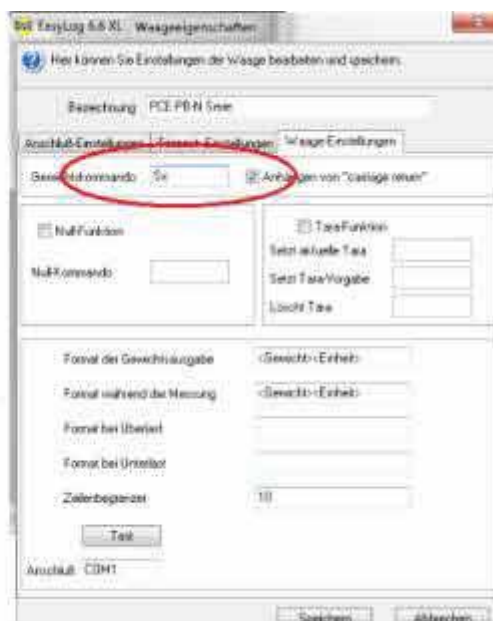 EasyLog 6.6 XL Waageeigenschaften
Hier können Sie Einstellungen der Waage bearbeiten und speichern.
Bezeichnung PCE PB-N Serie
Anschluß-Einstellungen Einstellungen Waage Einstellungen
Gewichtskommando Sx Anhängen von "carriage return"
Null-Funktion
Null-Kommando
Tara-Funktion
Setzt aktuelle Tara
Setzt Tara-Vorgabe
Löscht Tara
Format der Gewichtsausgabe <Gewicht><Einheit>
Format während der Messung <Gewicht><Einheit>
Format bei Überlast
Format bei Unterlast
Zeilenbegrenzer 10
Test
Anschluß COM1
Speichern Abbrechen